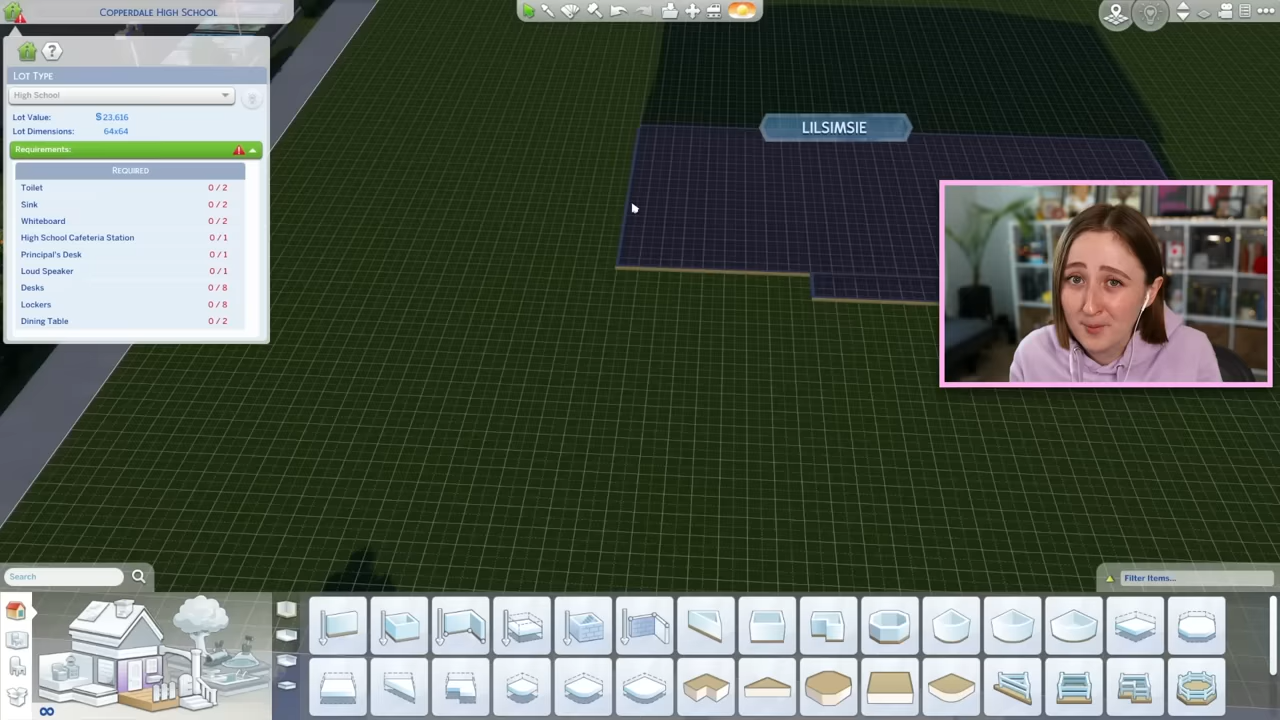 COPPERDALE HIGH SCHOOL
LOT TYPE
High School
Lot Value: $23,616
Lot Dimensions: 64x64
Requirements:
REQUIRED
Toilet 0 / 2
Sink 0 / 2
Whiteboard 0 / 2
High School Cafeteria Station 0 / 1
Principal's Desk 0 / 1
Loud Speaker 0 / 1
Desks 0 / 8
Lockers 0 / 8
Dining Table 0 / 2
LILSIMSIE
Search
Filter Items...